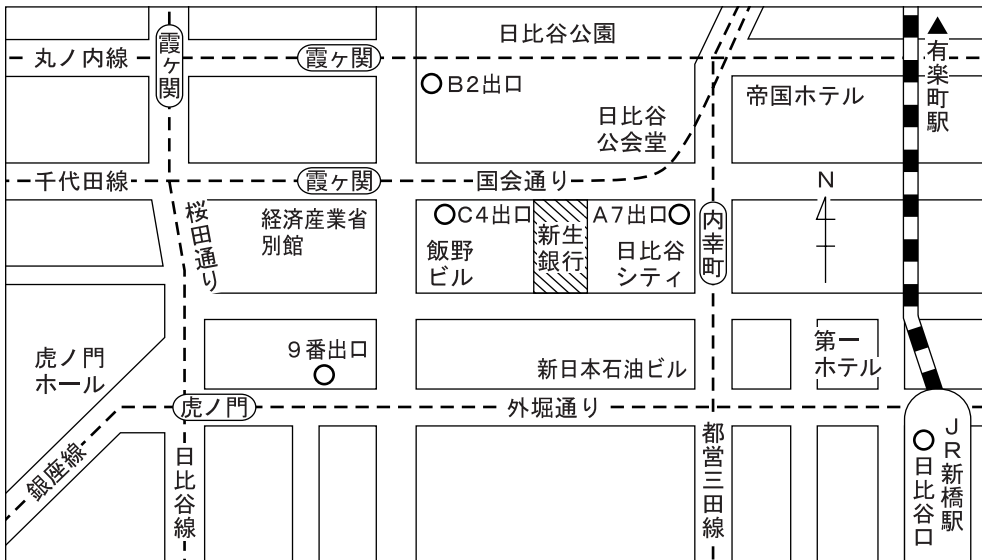 日比谷公園
丸ノ内線
霞ヶ関
霞ヶ関
B2出口
帝国ホテル
▲有楽町駅
日比谷
公会堂
千代田線
霞ヶ関
国会通り
N
桜田通り
経済産業省
別館
C4出口
飯野
ビル
新生
銀行
A7出口
日比谷
シティ
内幸町
虎ノ門
ホール
9番出口
新日本石油ビル
第一
ホテル
虎ノ門
外堀通り
銀座線
日比谷線
都営三田線
JR新橋駅
日比谷口